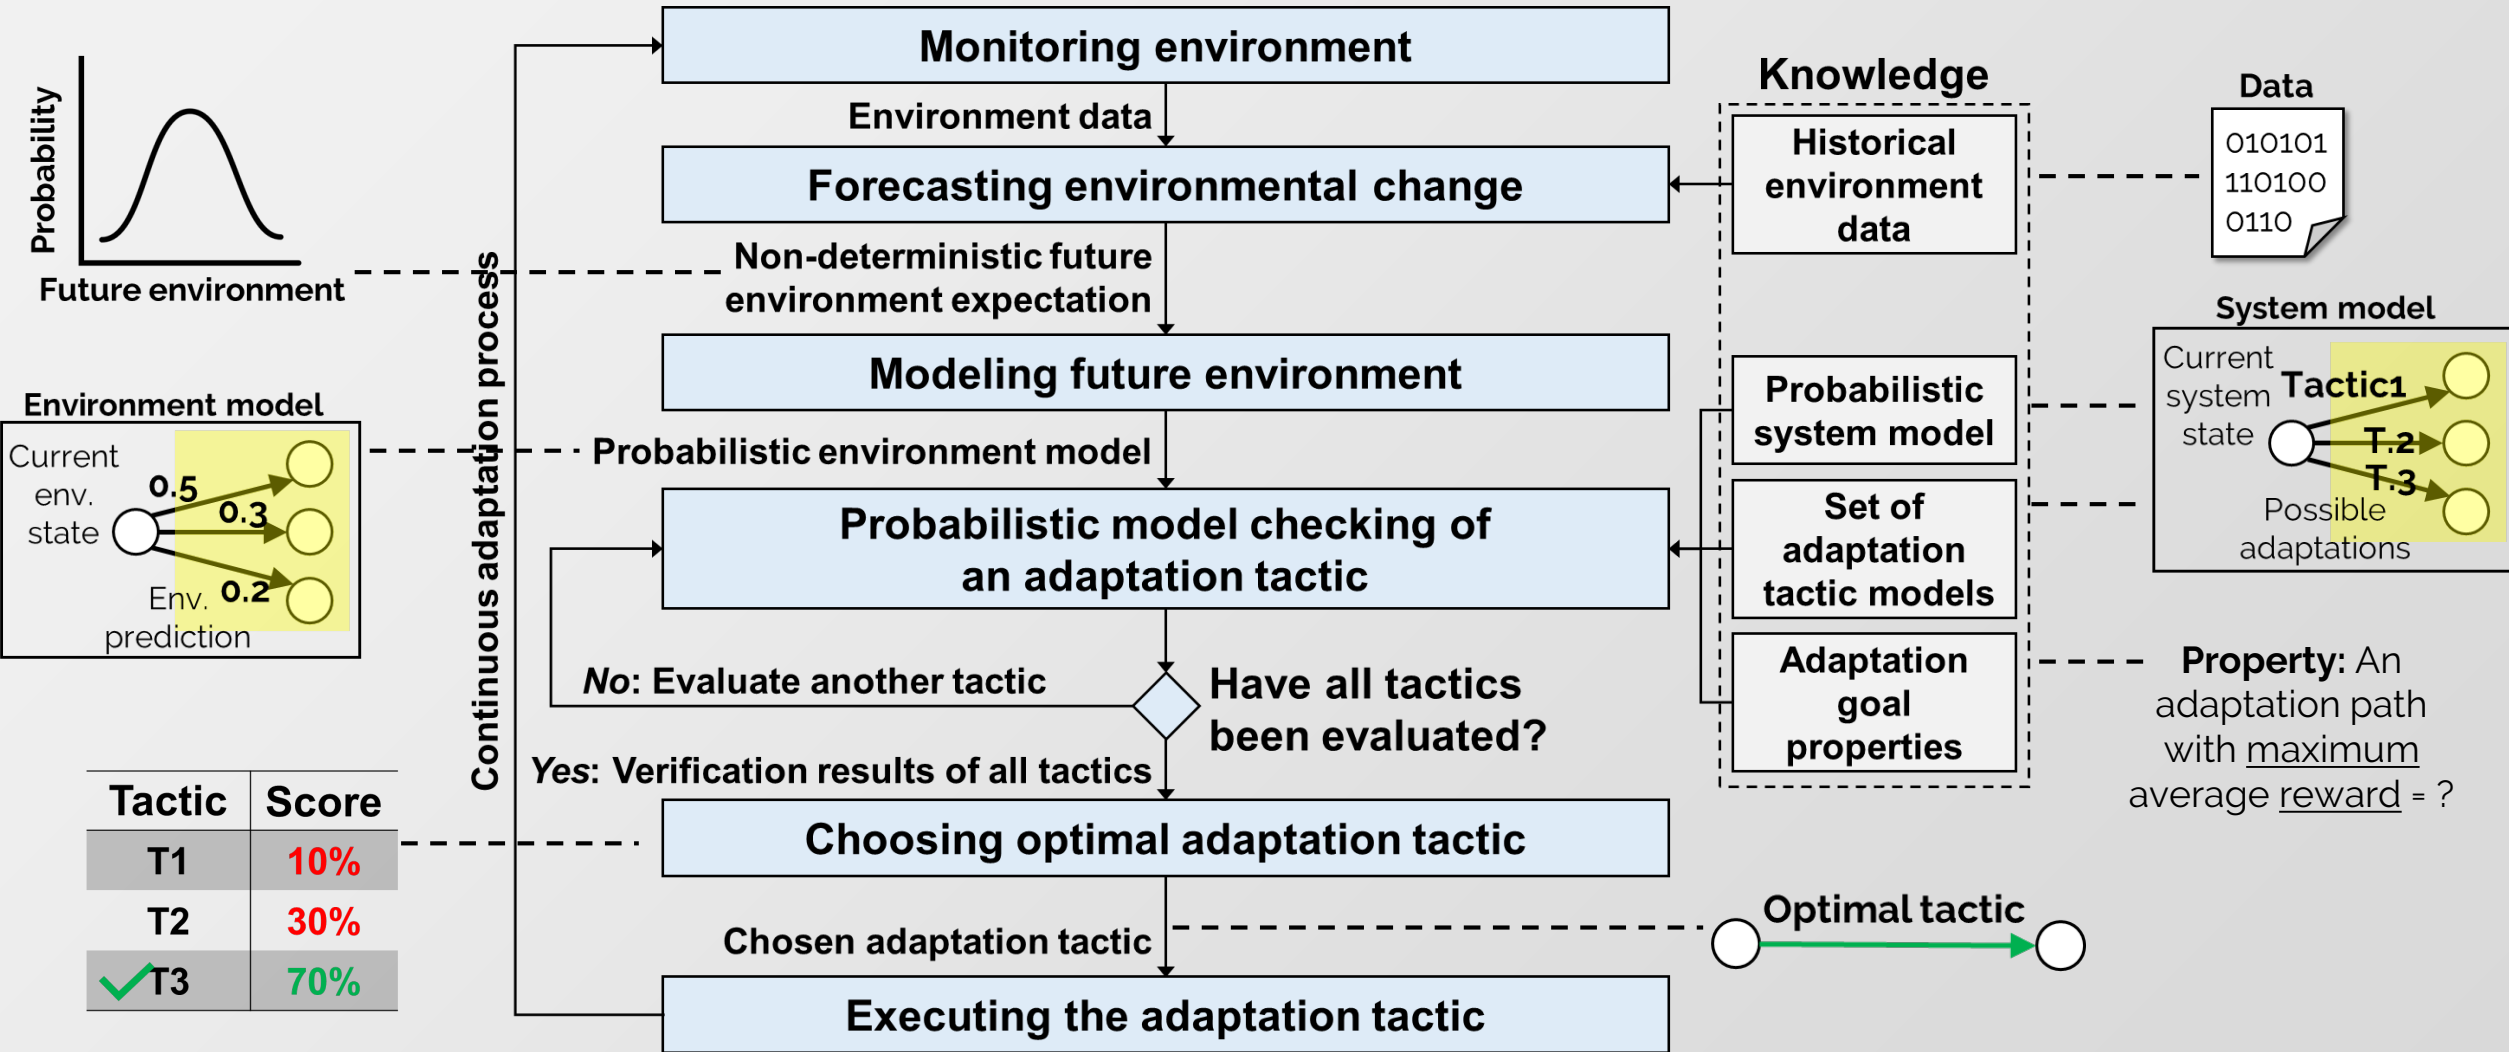 Monitoring environment
Environment data
Forecasting environmental change
Non-deterministic future
environment expectation
Modeling future environment
Probabilistic environment model
Probabilistic model checking of
an adaptation tactic
No: Evaluate another tactic
Have all tactics
been evaluated?
Yes: Verification results of all tactics
Choosing optimal adaptation tactic
Chosen adaptation tactic
Executing the adaptation tactic
Continuous adaptation process
Probability
Future environment
Environment model
Current
env.
state
0.5
0.3
0.2
Env.
prediction
Tactic Score
T1 10%
T2 30%
T3 70%
Knowledge
Historical
environment
data
Probabilistic
system model
Set of
adaptation
tactic models
Adaptation
goal
properties
Data
010101
110100
0110
System model
Current
system
state
Tactic1
T.2
T.3
Possible
adaptations
Property: An
adaptation path
with maximum
average reward = ?
Optimal tactic